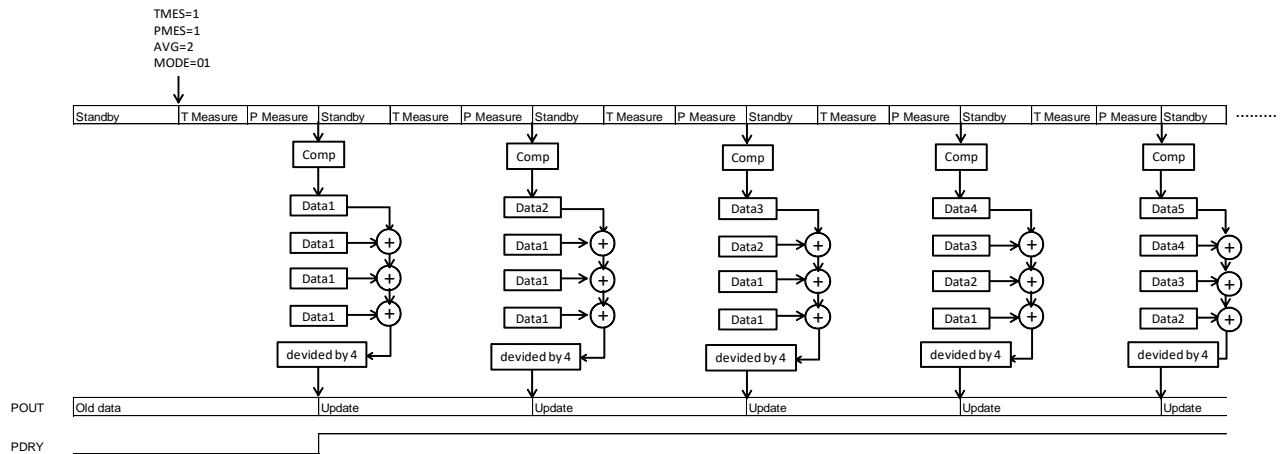 TMES=1
PMES=1
AVG=2
MODE=01
Standby T Measure P Measure Standby T Measure P Measure Standby T Measure P Measure Standby T Measure P Measure Standby T Measure P Measure Standby .........
Comp Comp Comp Comp Comp
Data1 Data2 Data3 Data4 Data5
Data1 + Data1 + Data2 + Data3 + Data4 +
Data1 + Data1 + Data1 + Data2 + Data3 +
Data1 + Data1 + Data1 + Data1 + Data2 +
devided by 4 devided by 4 devided by 4 devided by 4 devided by 4
POUT Old data Update Update Update Update Update
PDRY